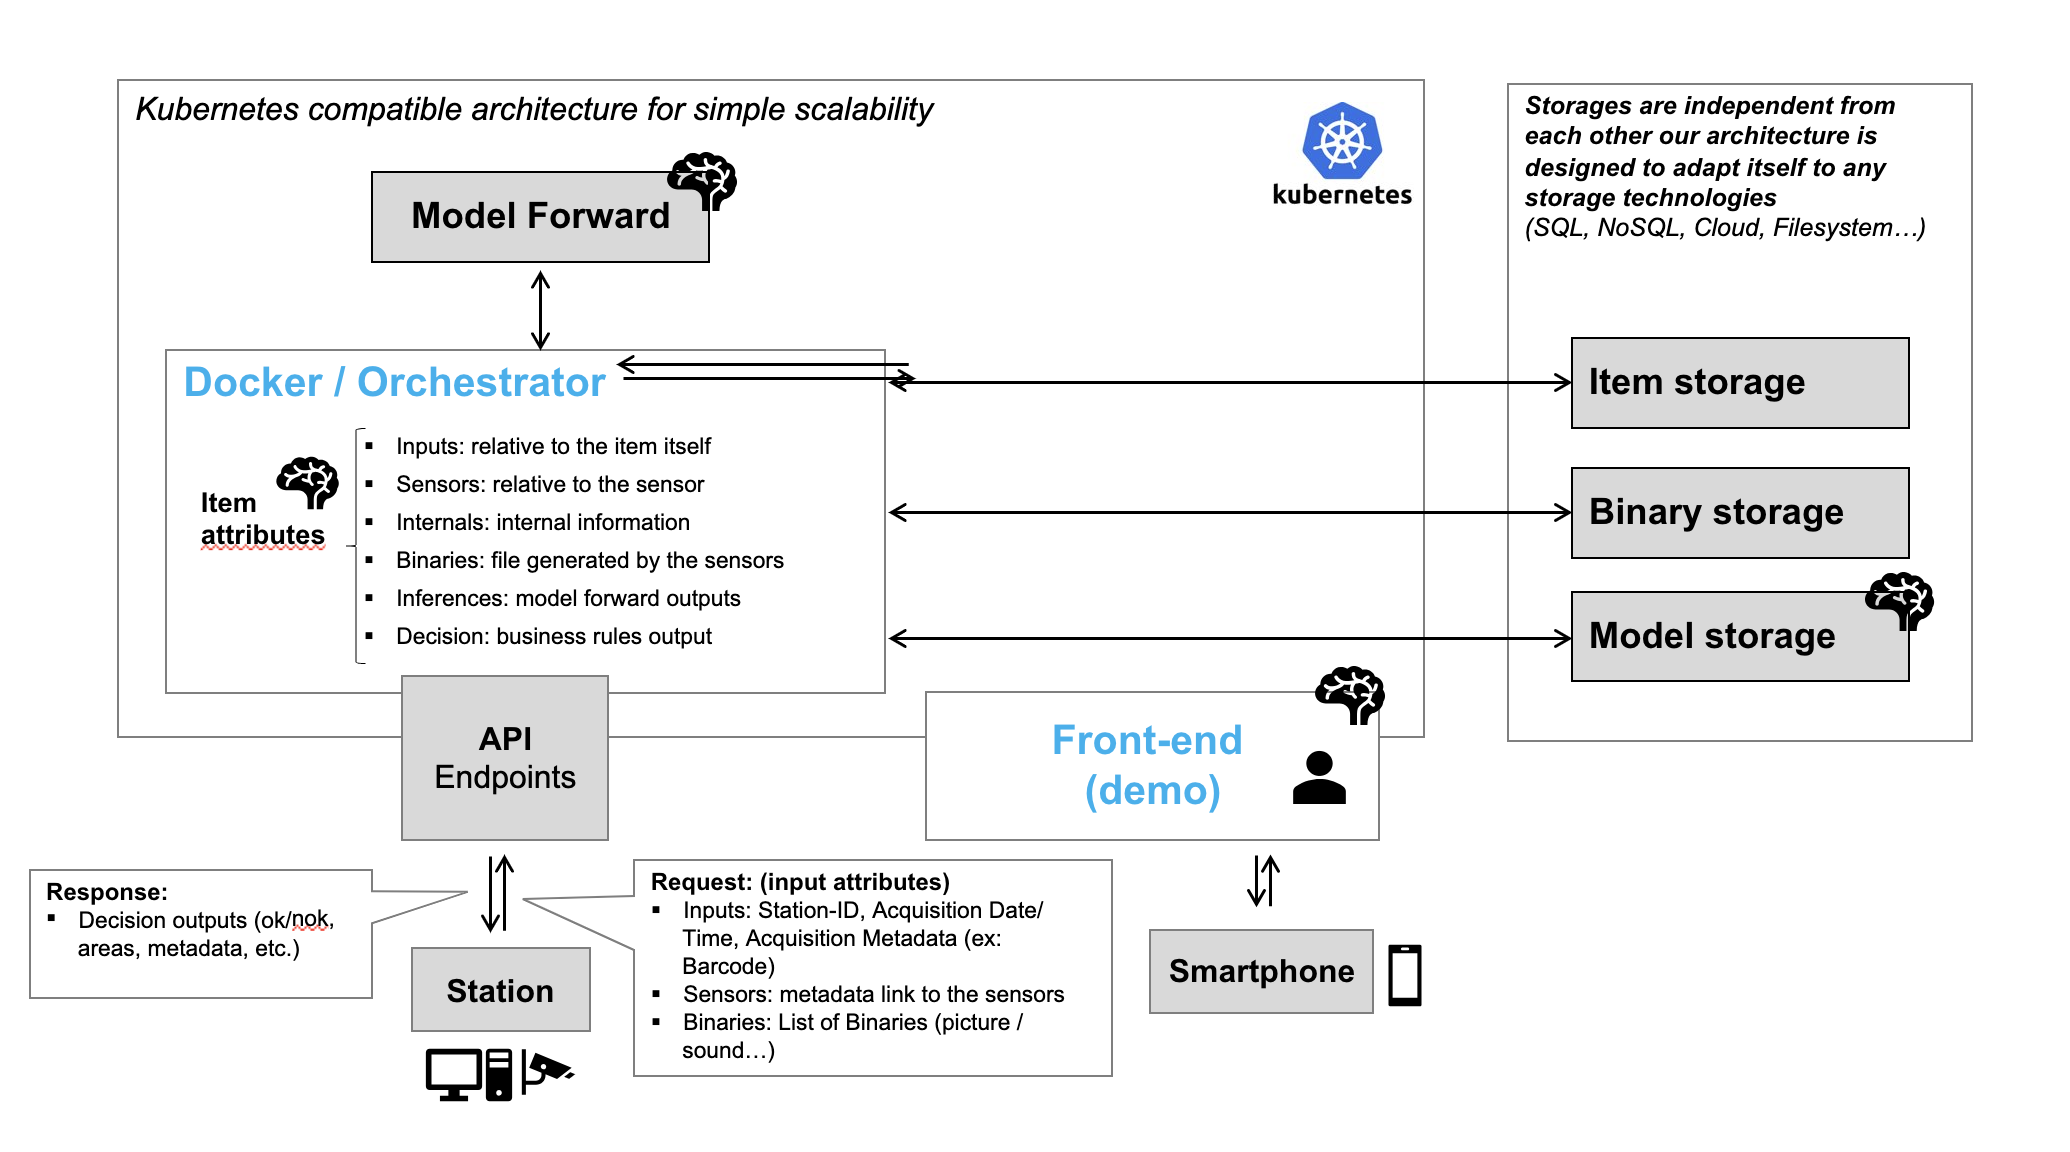 Kubernetes compatible architecture for simple scalability
kubernetes
Model Forward
Docker / Orchestrator
Item
attributes
▪ Inputs: relative to the item itself
▪ Sensors: relative to the sensor
▪ Internals: internal information
▪ Binaries: file generated by the sensors
▪ Inferences: model forward outputs
▪ Decision: business rules output
API
Endpoints
Front-end
(demo)
Storages are independent from
each other our architecture is
designed to adapt itself to any
storage technologies
(SQL, NoSQL, Cloud, Filesystem…)
Item storage
Binary storage
Model storage
Response:
▪ Decision outputs (ok/nok,
areas, metadata, etc.)
Station
Request: (input attributes)
▪ Inputs: Station-ID, Acquisition Date/
Time, Acquisition Metadata (ex:
Barcode)
▪ Sensors: metadata link to the sensors
▪ Binaries: List of Binaries (picture /
sound…)
Smartphone